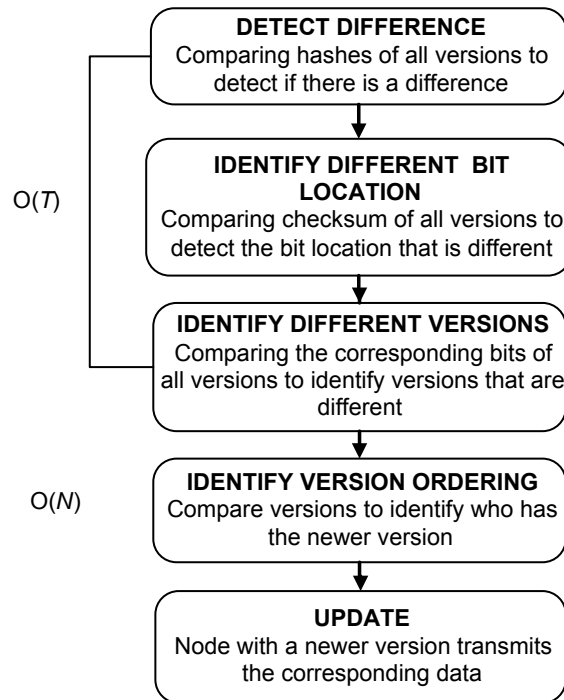 DETECT DIFFERENCE
Comparing hashes of all versions to
detect if there is a difference
IDENTIFY DIFFERENT BIT
LOCATION
Comparing checksum of all versions to
detect the bit location that is different
O(T)
IDENTIFY DIFFERENT VERSIONS
Comparing the corresponding bits of
all versions to identify versions that are
different
O(N)
IDENTIFY VERSION ORDERING
Compare versions to identify who has
the newer version
UPDATE
Node with a newer version transmits
the corresponding data